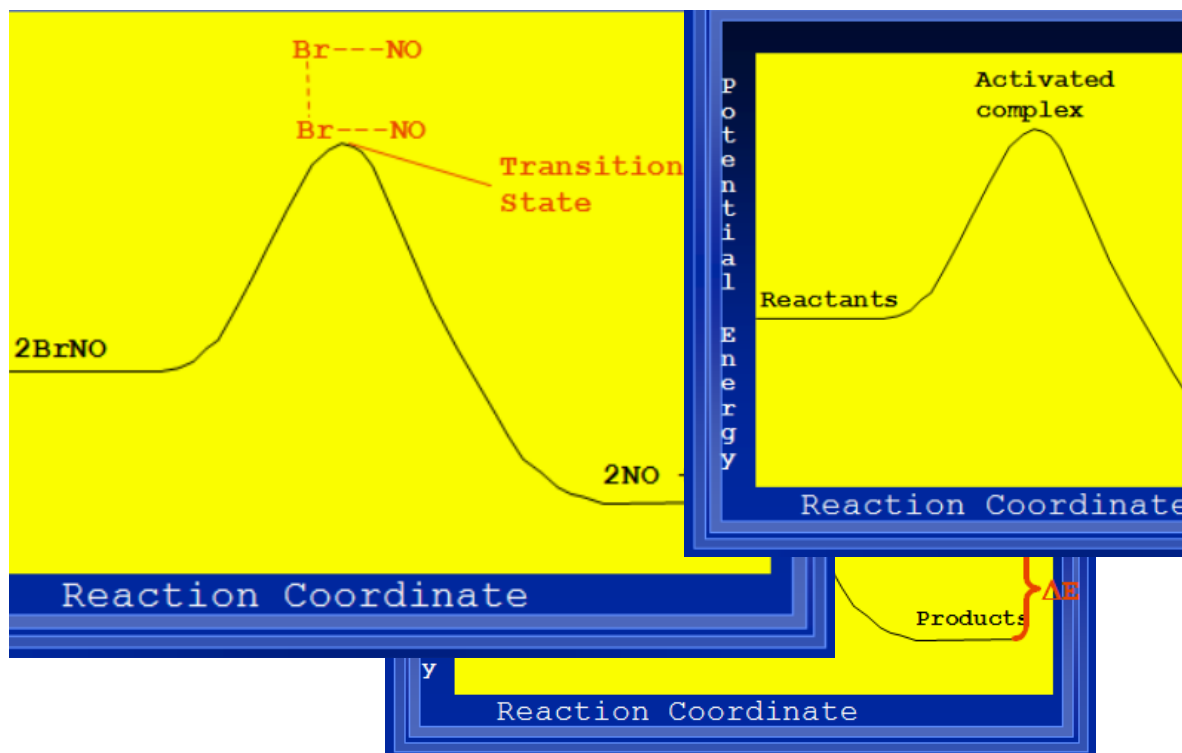 Br---NO
Br---NO
Transition
State
2BrNO
2NO -
Reaction Coordinate
Potential Energy
Activated
complex
Reactants
Reaction Coordinate
ΔE
Products
y
Reaction Coordinate